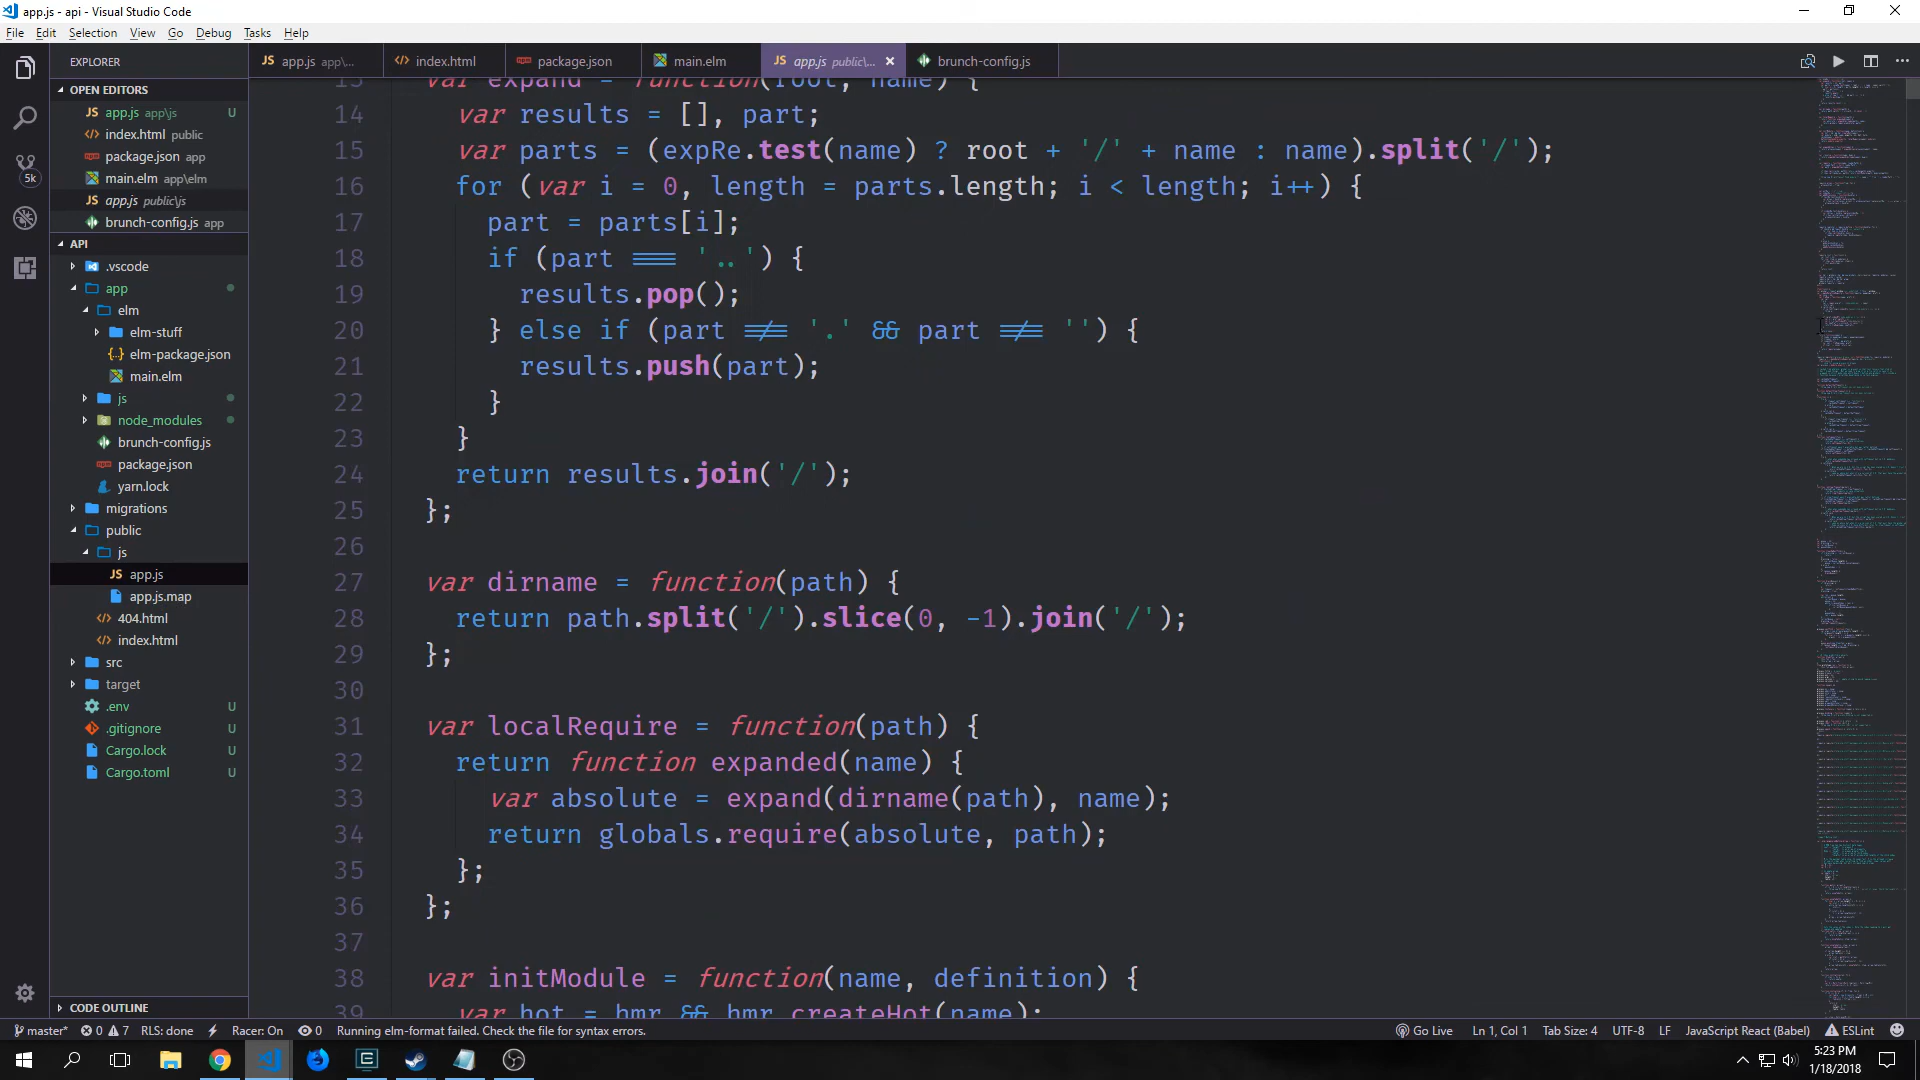 app.js - api - Visual Studio Code
File Edit Selection View Go Debug Tasks Help
EXPLORER
OPEN EDITORS
JS app.js app\js U
index.html public
package.json app
main.elm app\elm
JS app.js public\js
brunch-config.js app
API
.vscode
app
elm
elm-stuff
{..} elm-package.json
main.elm
js
node_modules
brunch-config.js
package.json
yarn.lock
migrations
public
js
JS app.js
app.js.map
404.html
index.html
src
target
.env U
.gitignore U
Cargo.lock U
Cargo.toml U
CODE OUTLINE
5k
JS app.js app\... index.html package.json main.elm JS app.js public\... brunch-config.js
13 var expand = function(root, name) {
14 var results = [], part;
15 var parts = (expRe.test(name) ? root + '/' + name : name).split('/');
16 for (var i = 0, length = parts.length; i < length; i++) {
17 part = parts[i];
18 if (part === '..') {
19 results.pop();
20 } else if (part !== '.' && part !== '') {
21 results.push(part);
22 }
23 }
24 return results.join('/');
25 };
26
27 var dirname = function(path) {
28 return path.split('/').slice(0, -1).join('/');
29 };
30
31 var localRequire = function(path) {
32 return function expanded(name) {
33 var absolute = expand(dirname(path), name);
34 return globals.require(absolute, path);
35 };
36 };
37
38 var initModule = function(name, definition) {
39 var hot = hmr && hmr.createHot(name);
master* 0 7 RLS: done Racer: On 0 Running elm-format failed. Check the file for syntax errors. Go Live Ln 1, Col 1 Tab Size: 4 UTF-8 LF JavaScript React (Babel) ESLint
5:23 PM
1/18/2018